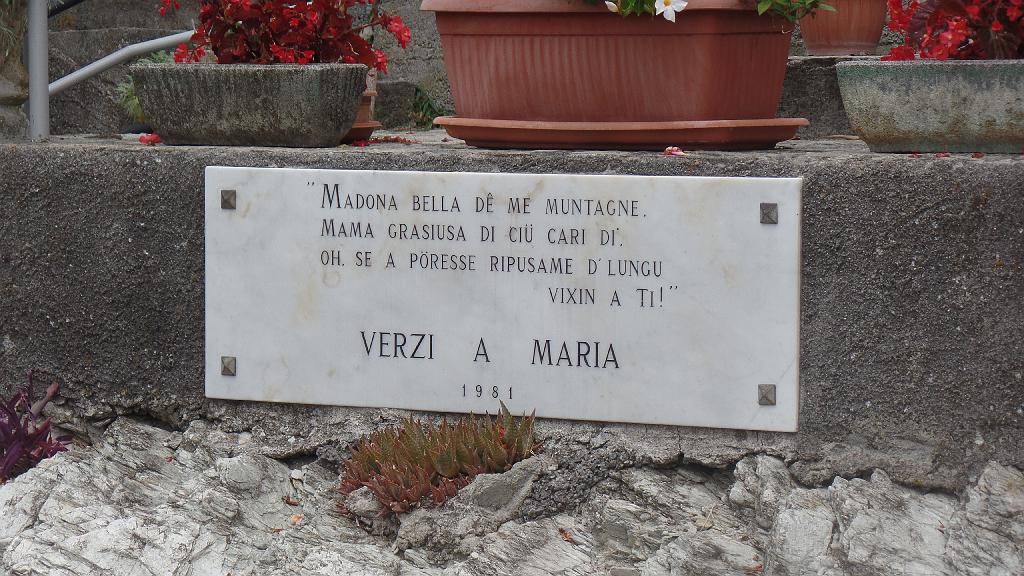 "MADONA BELLA DÊ ME MUNTAGNE.
MAMA GRASIUSA DI CIÜ CARI DI'.
OH. SE A PÖRESSE RIPUSAME D'LUNGU
VIXIN A TI!"
VERZI A MARIA
1981